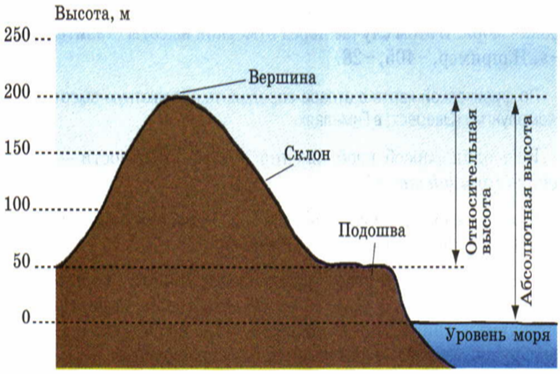 Высота, м
250
200
150
100
50
0
Вершина
Склон
Подошва
Относительная
высота
Абсолютная высота
Уровень моря